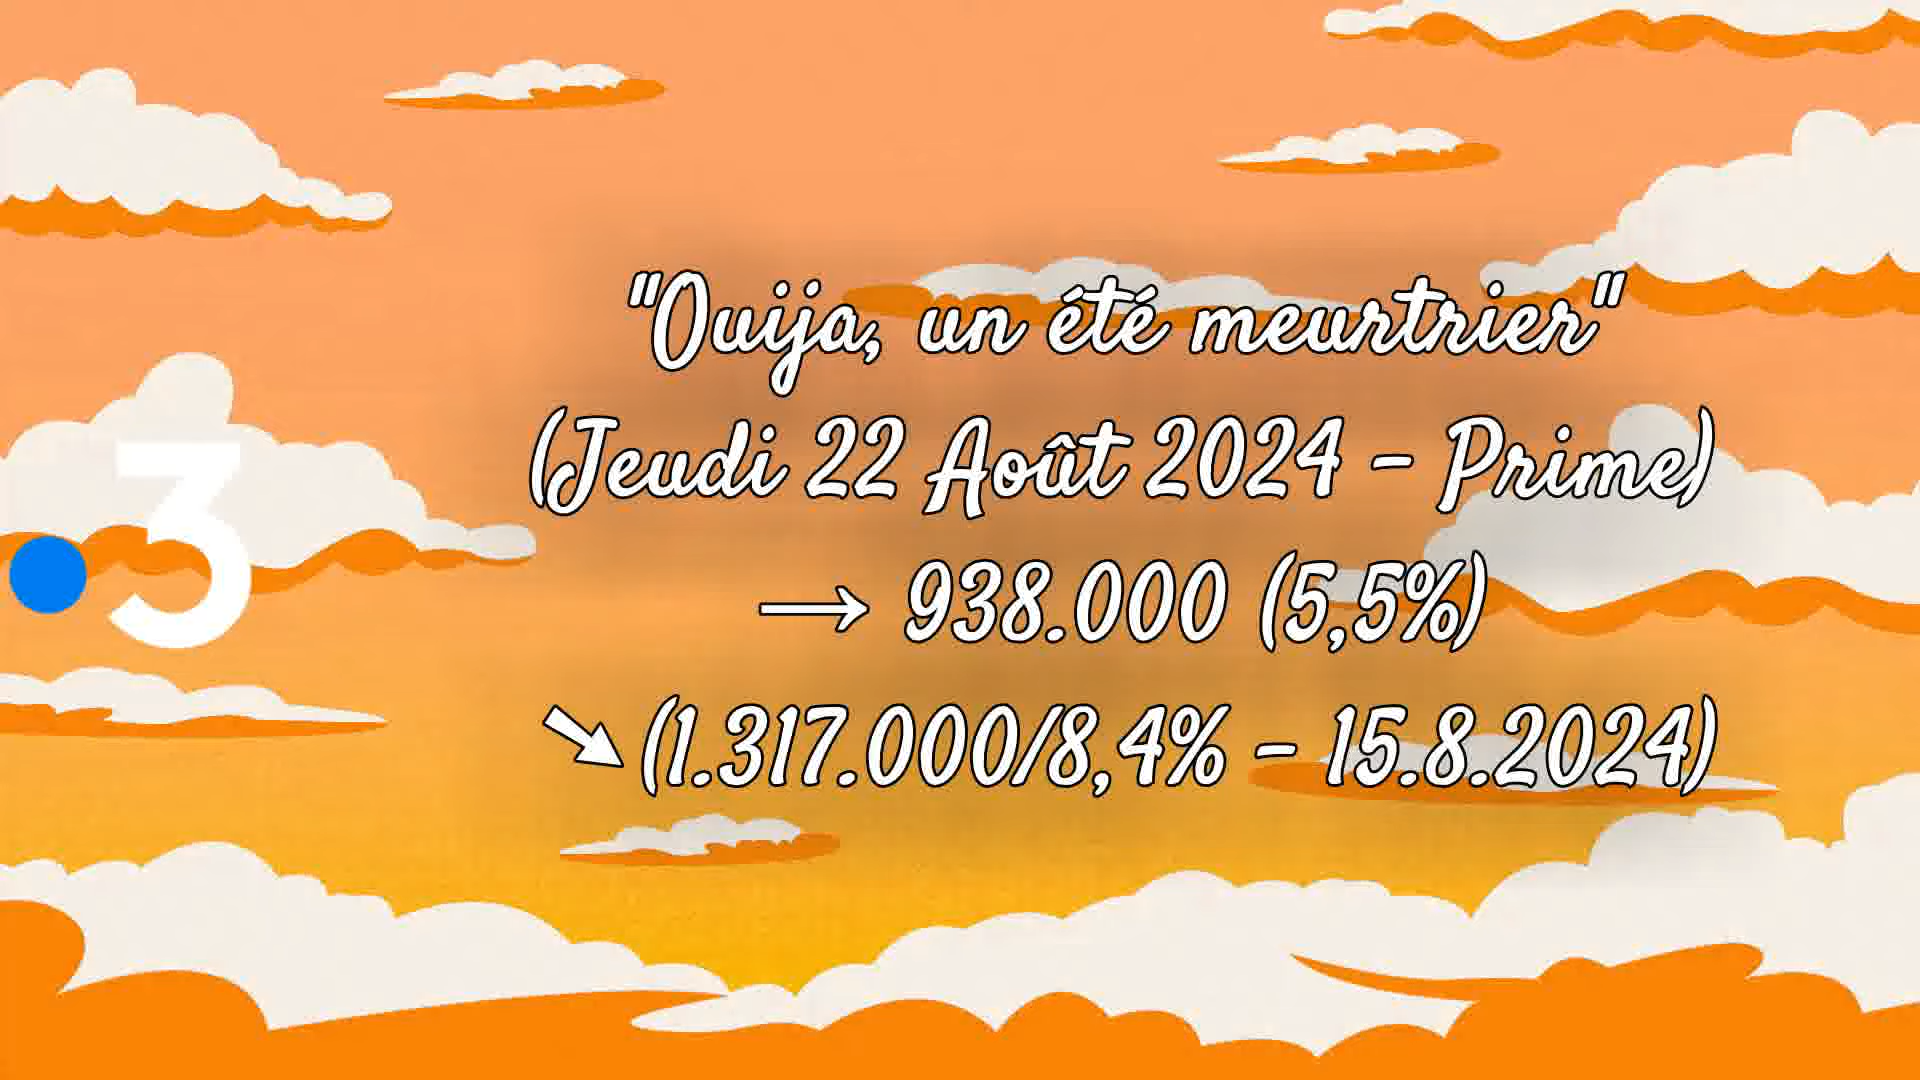 "Ouija, un été meurtrier"
(Jeudi 22 Août 2024 - Prime)
→ 938.000 (5,5%)
↘ (1.317.000/8,4% - 15.8.2024)
3